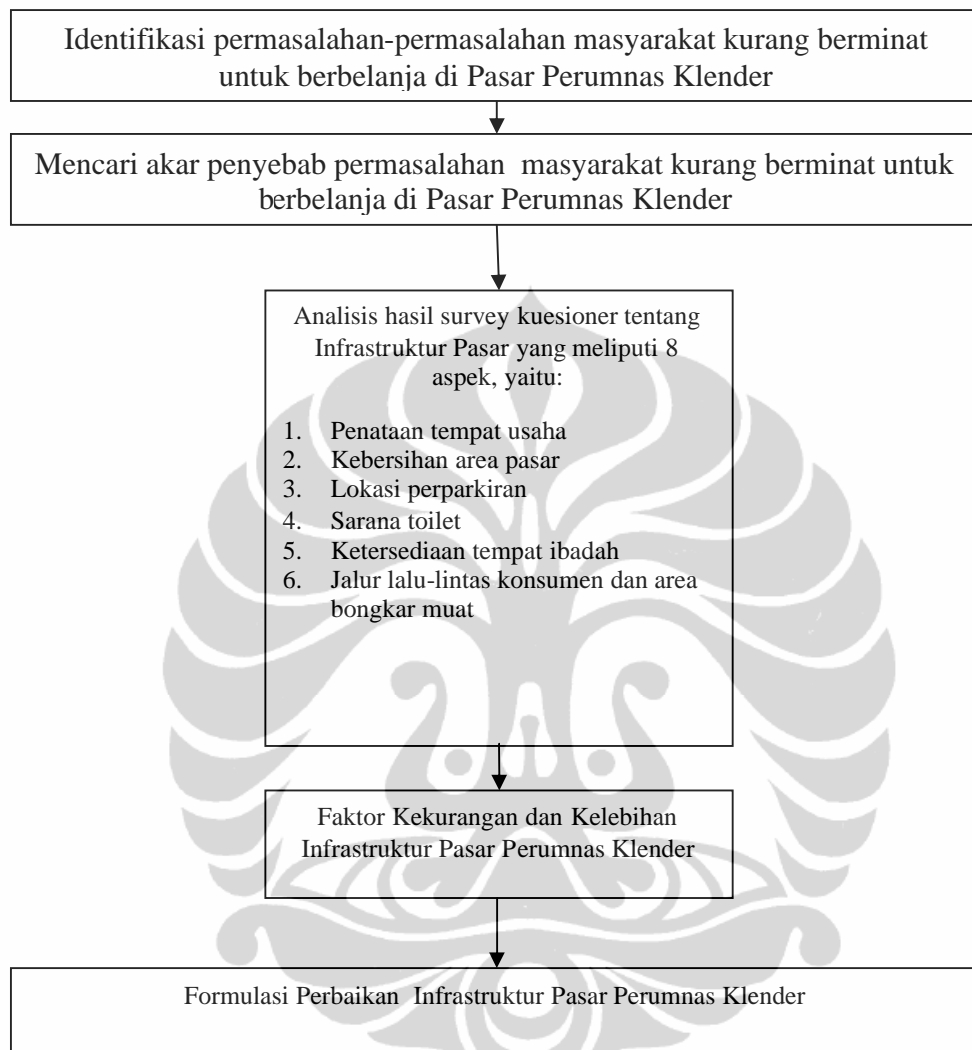 Identifikasi permasalahan-permasalahan masyarakat kurang berminat
untuk berbelanja di Pasar Perumnas Klender
Mencari akar penyebab permasalahan masyarakat kurang berminat untuk
berbelanja di Pasar Perumnas Klender
Analisis hasil survey kuesioner tentang
Infrastruktur Pasar yang meliputi 8
aspek, yaitu:
1. Penataan tempat usaha
2. Kebersihan area pasar
3. Lokasi perparkiran
4. Sarana toilet
5. Ketersediaan tempat ibadah
6. Jalur lalu-lintas konsumen dan area
bongkar muat
Faktor Kekurangan dan Kelebihan
Infrastruktur Pasar Perumnas Klender
Formulasi Perbaikan Infrastruktur Pasar Perumnas Klender